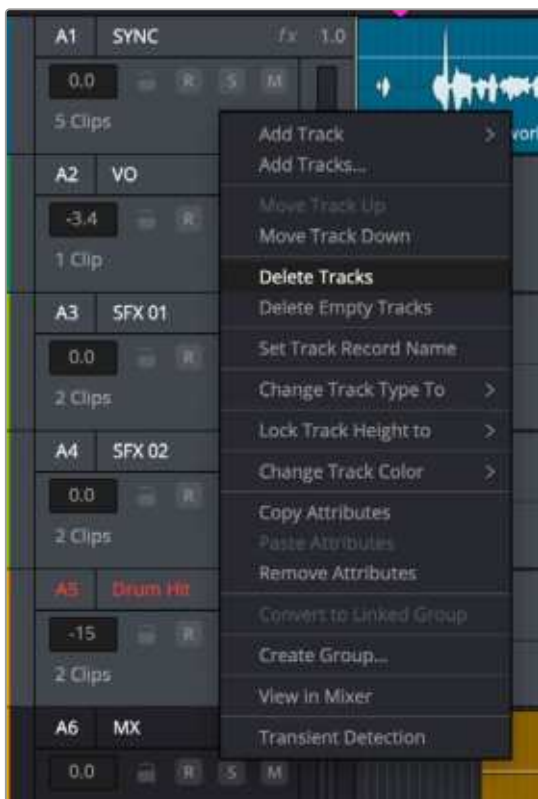 A1 SYNC fx 1.0
0.0 R S M
5 Clips
A2 VO
-3.4 R
1 Clip
A3 SFX 01
0.0 R
2 Clips
A4 SFX 02
0.0 R
2 Clips
A5 Drum Hit
-15 R
2 Clips
A6 MX
0.0 R S M
Add Track >
Add Tracks...
Move Track Up
Move Track Down
Delete Tracks
Delete Empty Tracks
Set Track Record Name
Change Track Type To >
Lock Track Height to >
Change Track Color >
Copy Attributes
Paste Attributes
Remove Attributes
Convert to Linked Group
Create Group...
View in Mixer
Transient Detection